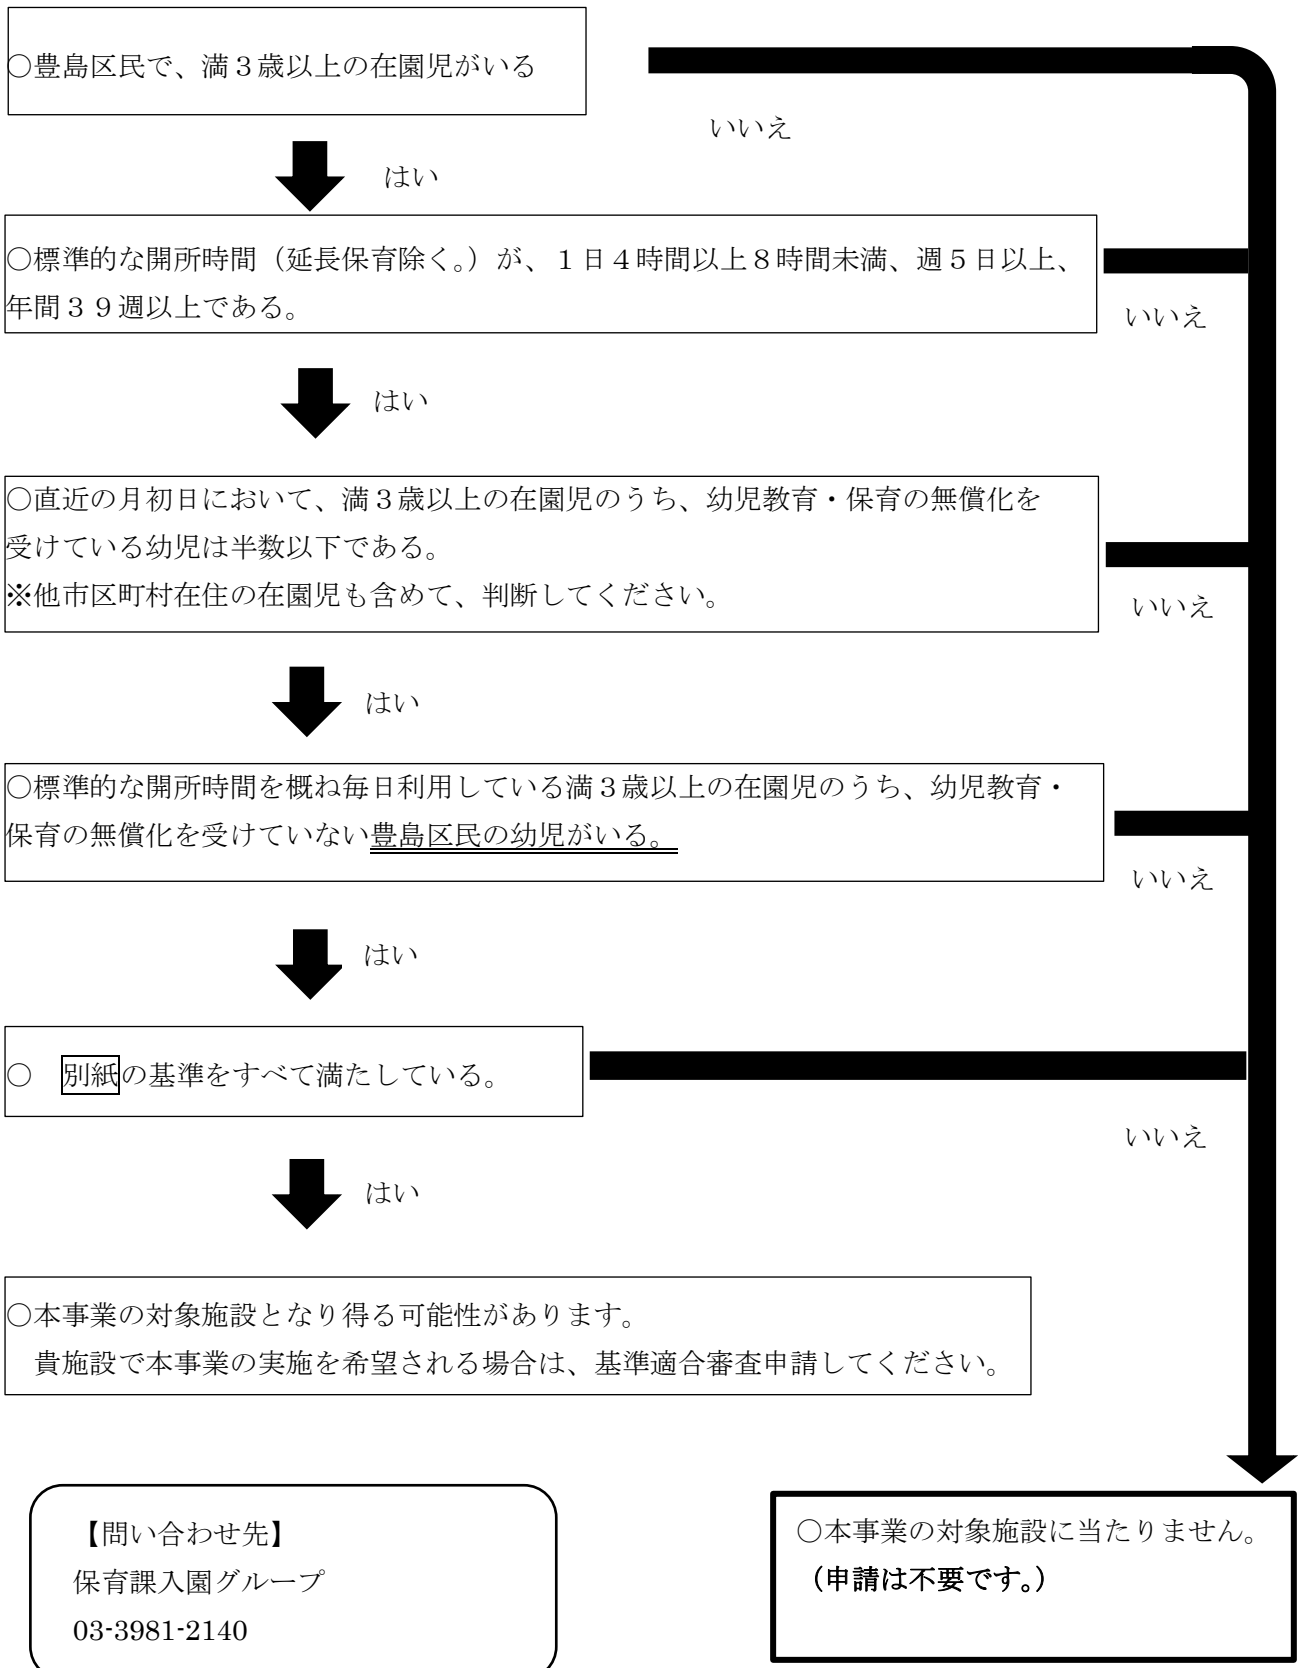 ○豊島区民で、満３歳以上の在園児がいる
いいえ
はい
○標準的な開所時間（延長保育除く。）が、１日４時間以上８時間未満、週５日以上、
年間３９週以上である。
いいえ
はい
○直近の月初日において、満３歳以上の在園児のうち、幼児教育・保育の無償化を
受けている幼児は半数以下である。
※他市区町村在住の在園児も含めて、判断してください。
いいえ
はい
○標準的な開所時間を概ね毎日利用している満３歳以上の在園児のうち、幼児教育・
保育の無償化を受けていない豊島区民の幼児がいる。
いいえ
はい
○　別紙の基準をすべて満たしている。
いいえ
はい
○本事業の対象施設となり得る可能性があります。
貴施設で本事業の実施を希望される場合は、基準適合審査申請してください。
【問い合わせ先】
保育課入園グループ
03-3981-2140
○本事業の対象施設に当たりません。
（申請は不要です。）